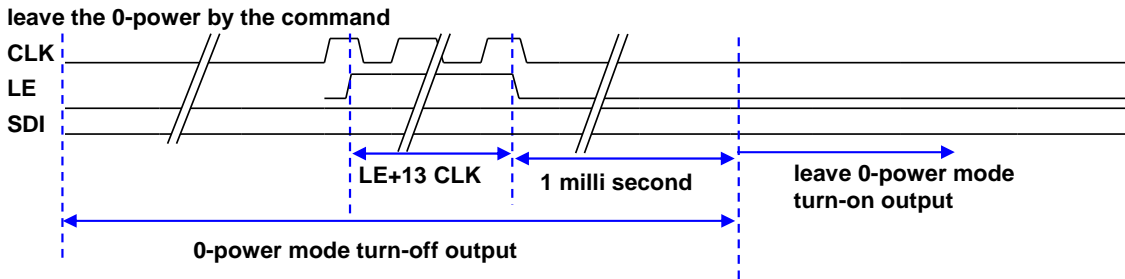 leave the 0-power by the command
CLK
LE
SDI
LE+13 CLK
1 milli second
leave 0-power mode
turn-on output
0-power mode turn-off output